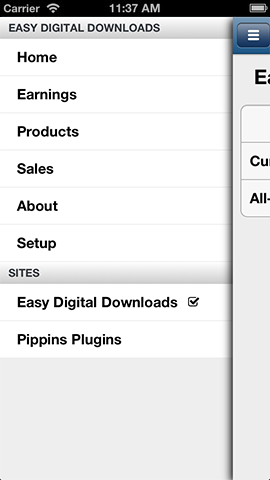 Carrier 11:37 AM
EASY DIGITAL DOWNLOADS
Home
Earnings
Products
Sales
About
Setup
SITES
Easy Digital Downloads
Pippins Plugins
Ea
Cur
All-